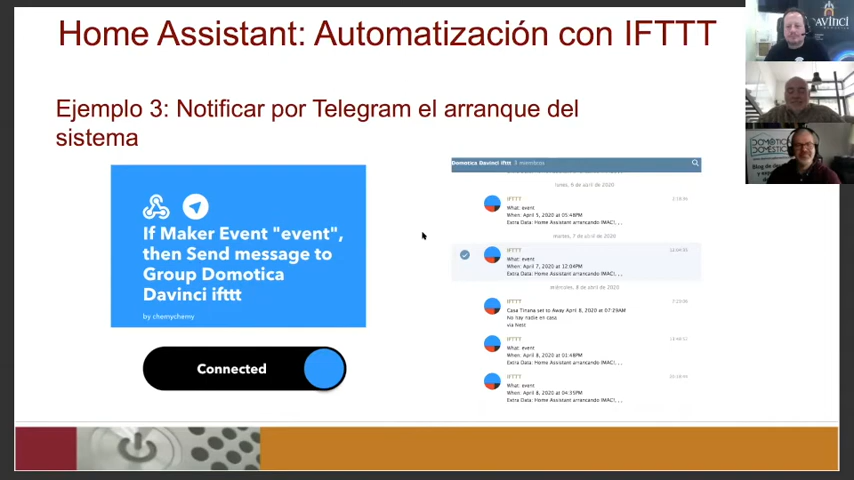 Home Assistant: Automatización con IFTTT
Ejemplo 3: Notificar por Telegram el arranque del
sistema
If Maker Event "event",
then Send message to
Group Domotica
Davinci ifttt
by chemychemy
Connected
Domotica Davinci ifttt 3 miembros
lunes, 6 de abril de 2020
IFTTT
What: event
When: April 5, 2020 at 05:48PM
Extra Data: Home Assistant arrancando IMAC!, , .
martes, 7 de abril de 2020
IFTTT
What: event
When: April 7, 2020 at 12:04PM
Extra Data: Home Assistant arrancando IMAC!, , .
miércoles, 8 de abril de 2020
IFTTT
Casa Tirana set to Away April 8, 2020 at 07:29AM
No hay nadie en casa
via Nest
IFTTT
What: event
When: April 8, 2020 at 01:48PM
Extra Data: Home Assistant arrancando IMAC!, , .
IFTTT
What: event
When: April 8, 2020 at 04:35PM
Extra Data: Home Assistant arrancando IMAC!, , .